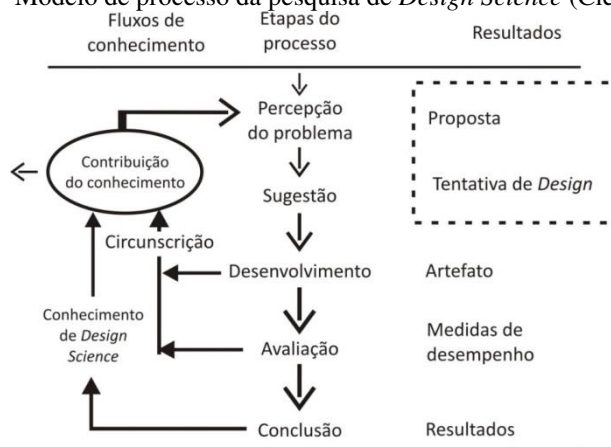 Modelo de processo da pesquisa de Design Science (Cic
Fluxos de
conhecimento
Etapas do
processo
Resultados
Percepção
do problema
Proposta
Contribuição
do conhecimento
Sugestão
Tentativa de Design
Circunscrição
Desenvolvimento
Artefato
Conhecimento
de Design
Science
Avaliação
Medidas de
desempenho
Conclusão
Resultados